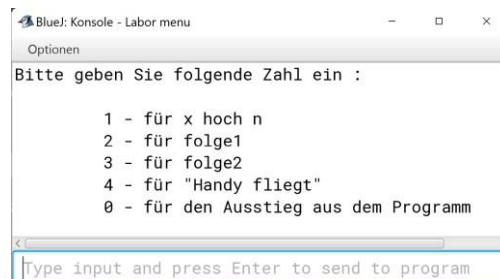 BlueJ: Konsole - Labor menu
Optionen
Bitte geben Sie folgende Zahl ein :
1 - für x hoch n
2 - für folge1
3 - für folge2
4 - für "Handy fliegt"
0 - für den Ausstieg aus dem Programm
Type input and press Enter to send to program